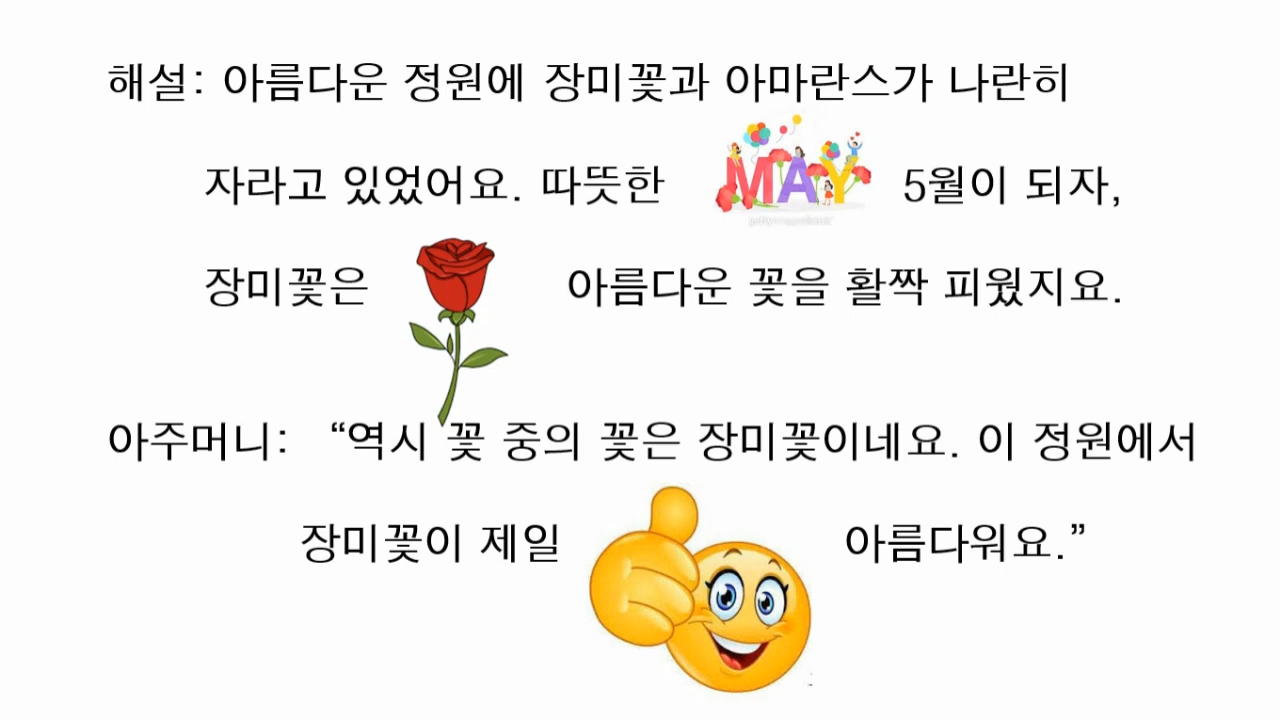 해설: 아름다운 정원에 장미꽃과 아마란스가 나란히
자라고 있었어요. 따뜻한 MAY 5월이 되자,
장미꽃은 아름다운 꽃을 활짝 피웠지요.
아주머니: “역시 꽃 중의 꽃은 장미꽃이네요. 이 정원에서
장미꽃이 제일 아름다워요.”